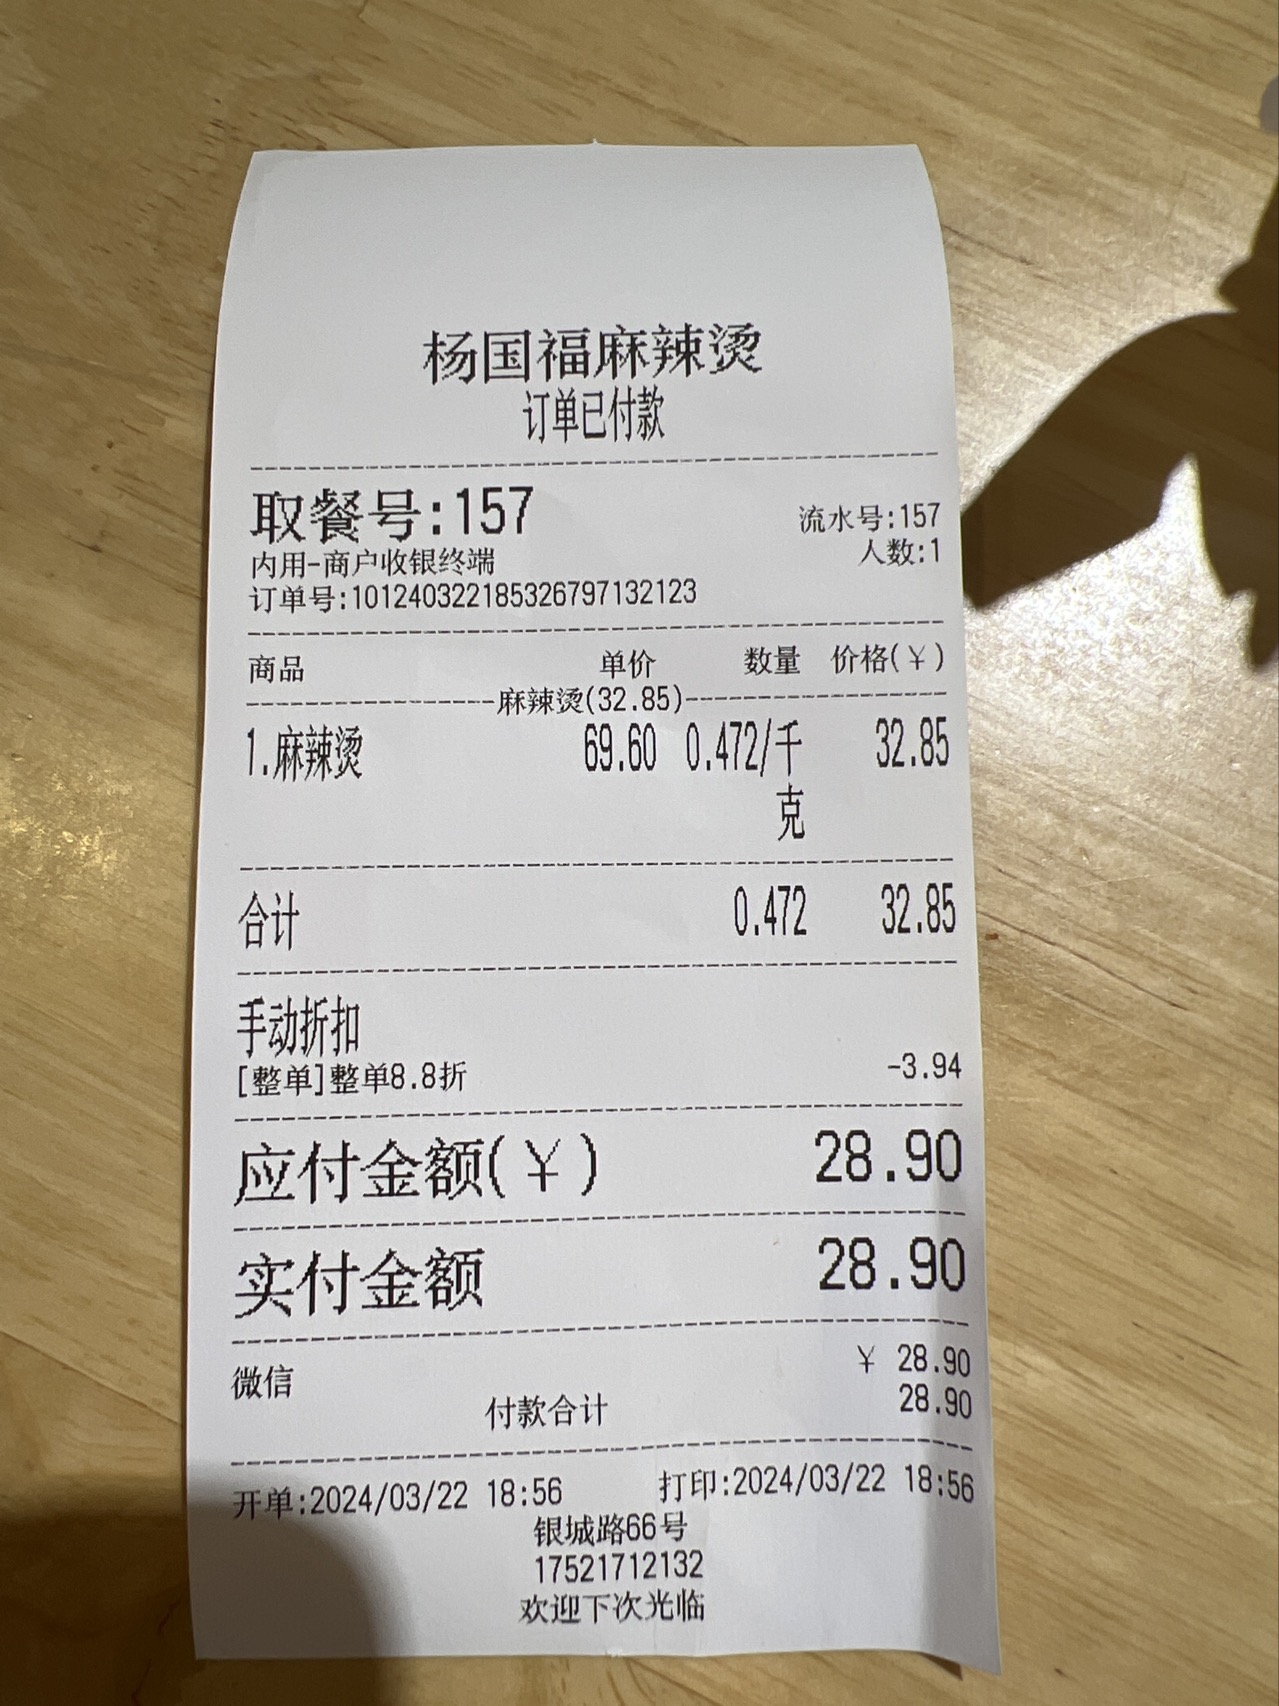 杨国福麻辣烫
订单已付款
取餐号:157
流水号:157
内用-商户收银终端
人数:1
订单号:101240322185326797132123
商品 单价 数量 价格(¥)
麻辣烫(32.85)
1.麻辣烫 69.60 0.472/千克 32.85
合计 0.472 32.85
手动折扣
[整单]整单8.8折 -3.94
应付金额(¥) 28.90
实付金额 28.90
微信 ¥ 28.90
付款合计 28.90
开单:2024/03/22 18:56 打印:2024/03/22 18:56
银城路66号
17521712132
欢迎下次光临